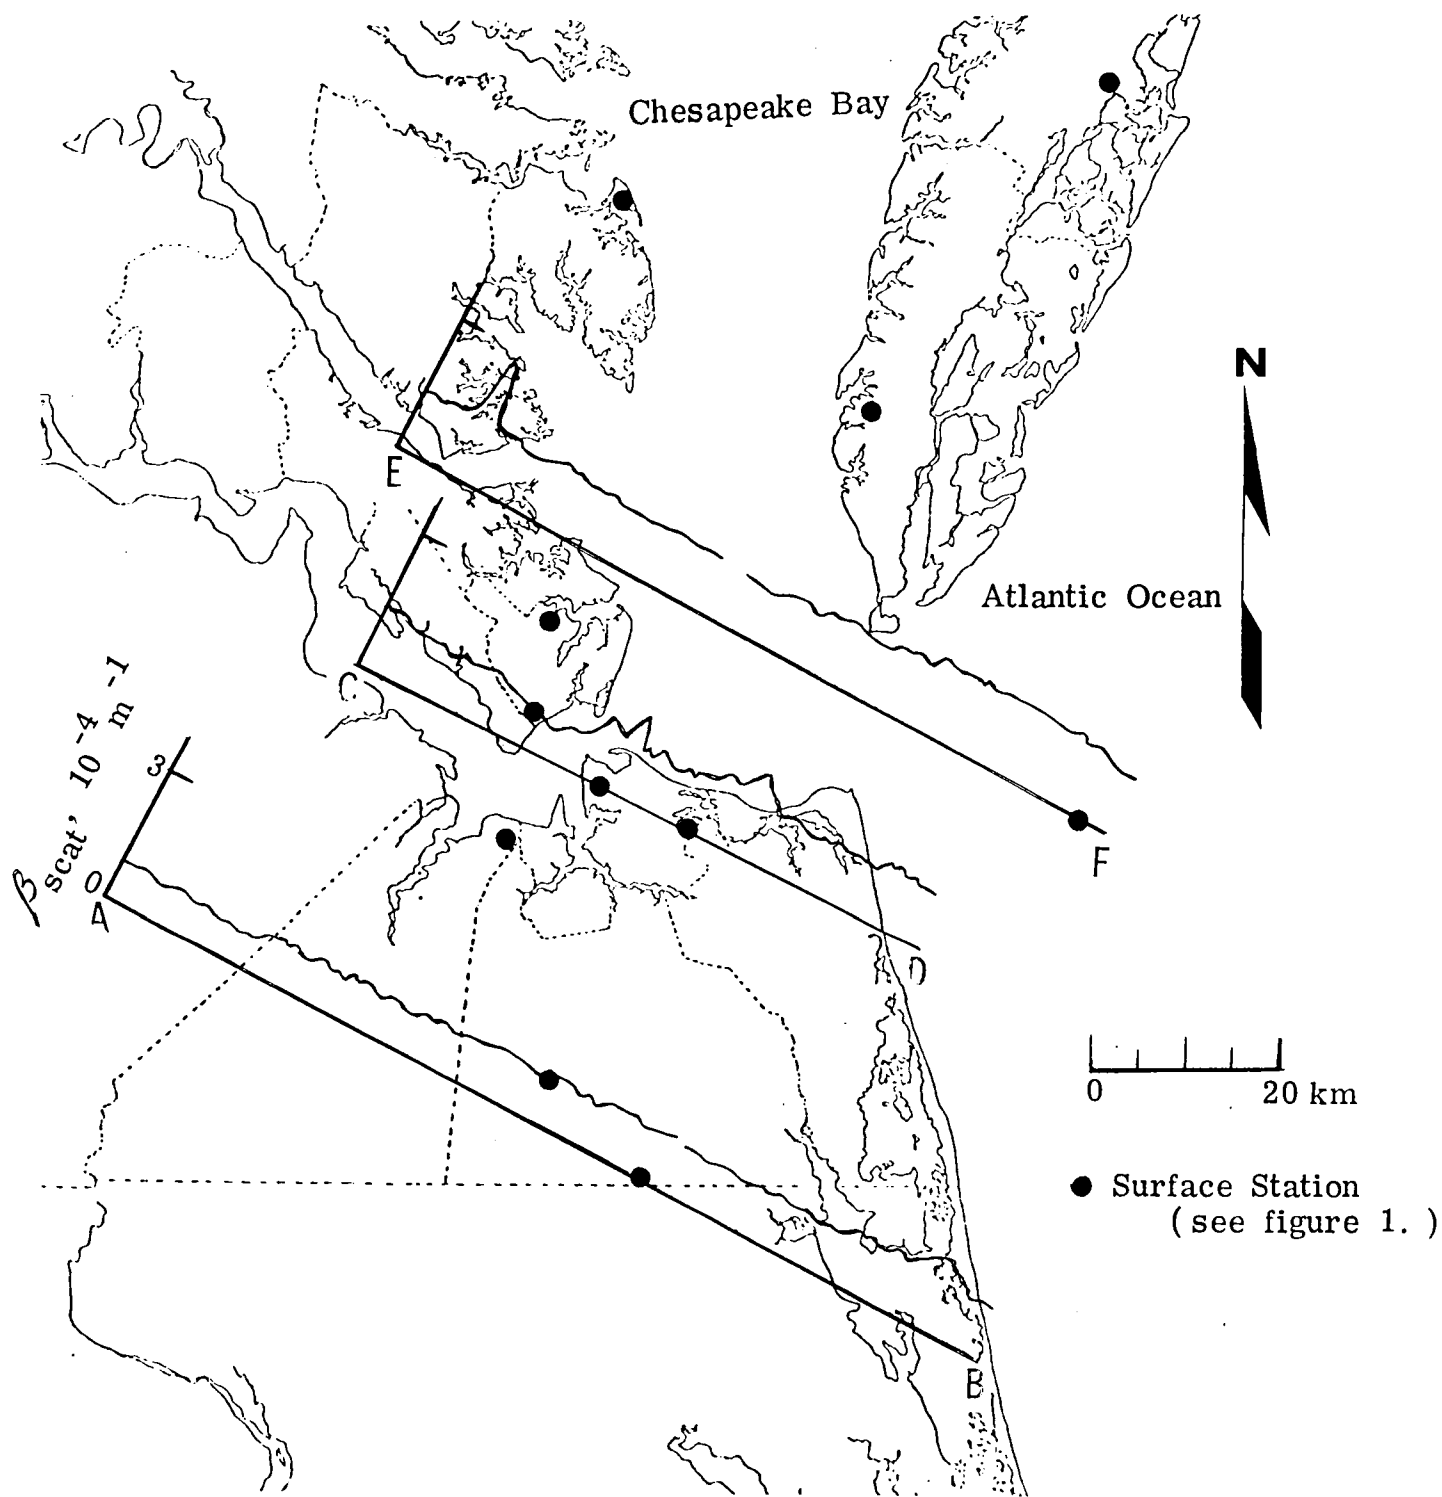 Chesapeake Bay
N
E
Atlantic Ocean
C
β scat, 10⁻⁴ m⁻¹
3
0
A
F
D
0 20 km
Surface Station
(see figure 1. )
B